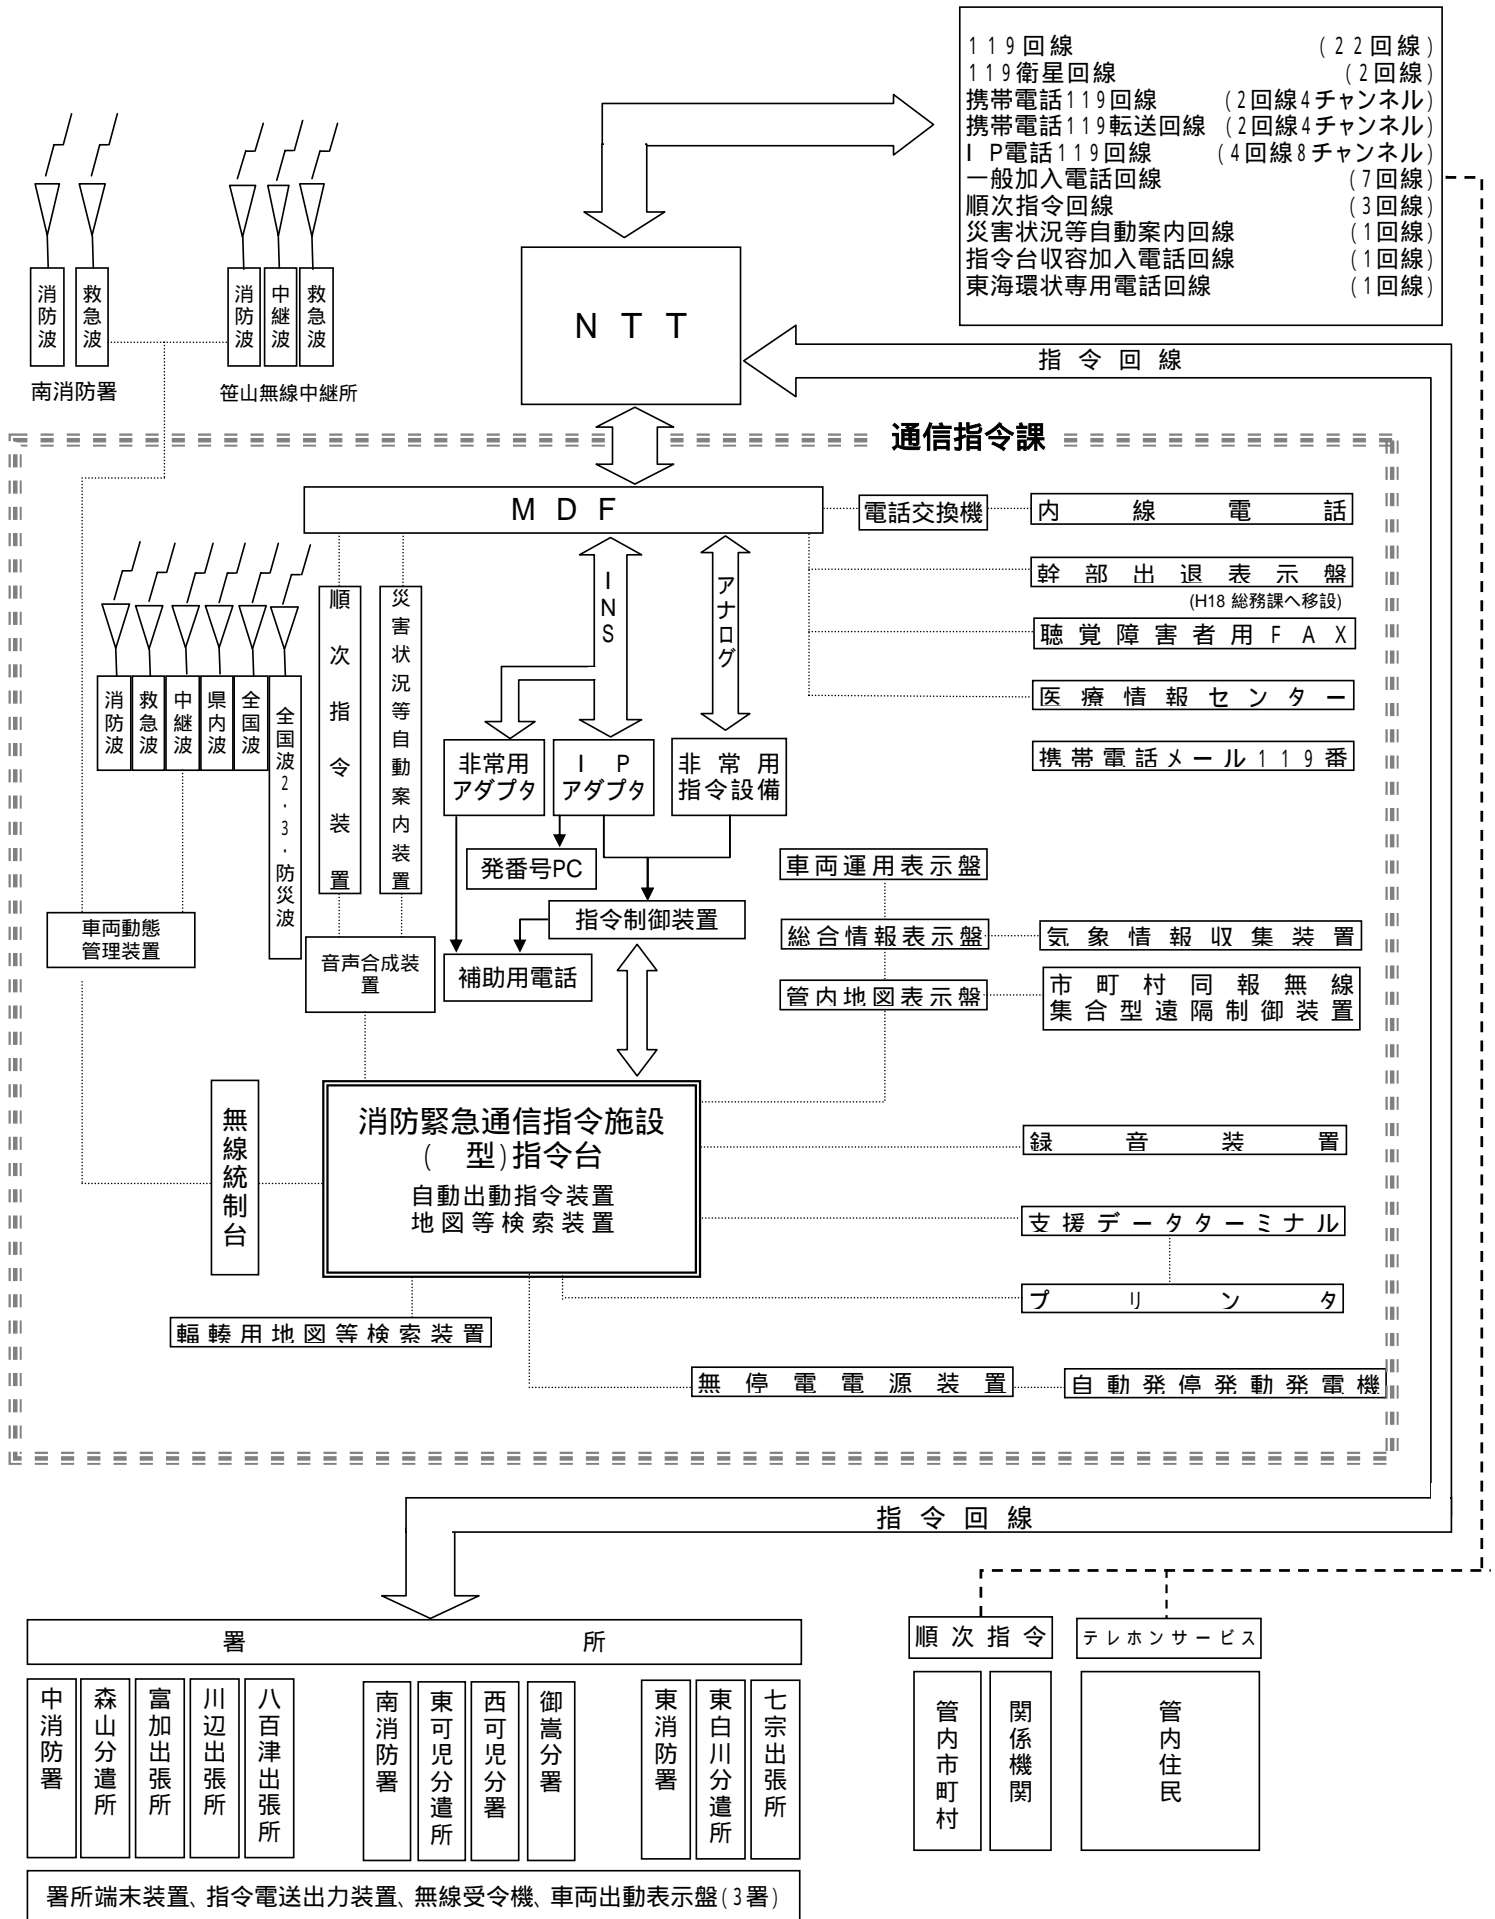 119回線 (22回線)
119衛星回線 (2回線)
携帯電話119回線 (2回線4チャンネル)
携帯電話119転送回線 (2回線4チャンネル)
IP電話119回線 (4回線8チャンネル)
一般加入電話回線 (7回線)
順次指令回線 (3回線)
災害状況等自動案内回線 (1回線)
指令台収容加入電話回線 (1回線)
東海環状専用電話回線 (1回線)
消防波
救急波
南消防署
消防波
中継波
救急波
笹山無線中継所
NTT
指令回線
通信指令課
MDF
電話交換機
内線電話
幹部出退表示盤
(H18 総務課へ移設)
聴覚障害者用FAX
医療情報センター
携帯電話メール119番
消防波
救急波
中継波
県内波
全国波
全国波2・3・防災波
順次指令装置
災害状況等自動案内装置
INS
アナログ
非常用
アダプタ
IP
アダプタ
非常用
指令設備
発番号PC
指令制御装置
補助用電話
車両動態
管理装置
音声合成装
置
車両運用表示盤
総合情報表示盤
気象情報収集装置
管内地図表示盤
市町村同報無線
集合型遠隔制御装置
無線統制台
消防緊急通信指令施設
( 型)指令台
自動出動指令装置
地図等検索装置
録音装置
支援データターミナル
プリンタ
輻輳用地図等検索装置
無停電電源装置
自動発停発動発電機
指令回線
署所
中消防署
森山分遣所
富加出張所
川辺出張所
八百津出張所
南消防署
東可児分遣所
西可児分署
御嵩分署
東消防署
東白川分遣所
七宗出張所
署所端末装置、指令電送出力装置、無線受令機、車両出動表示盤(3署)
順次指令
テレホンサービス
管内市町村
関係機関
管内住民